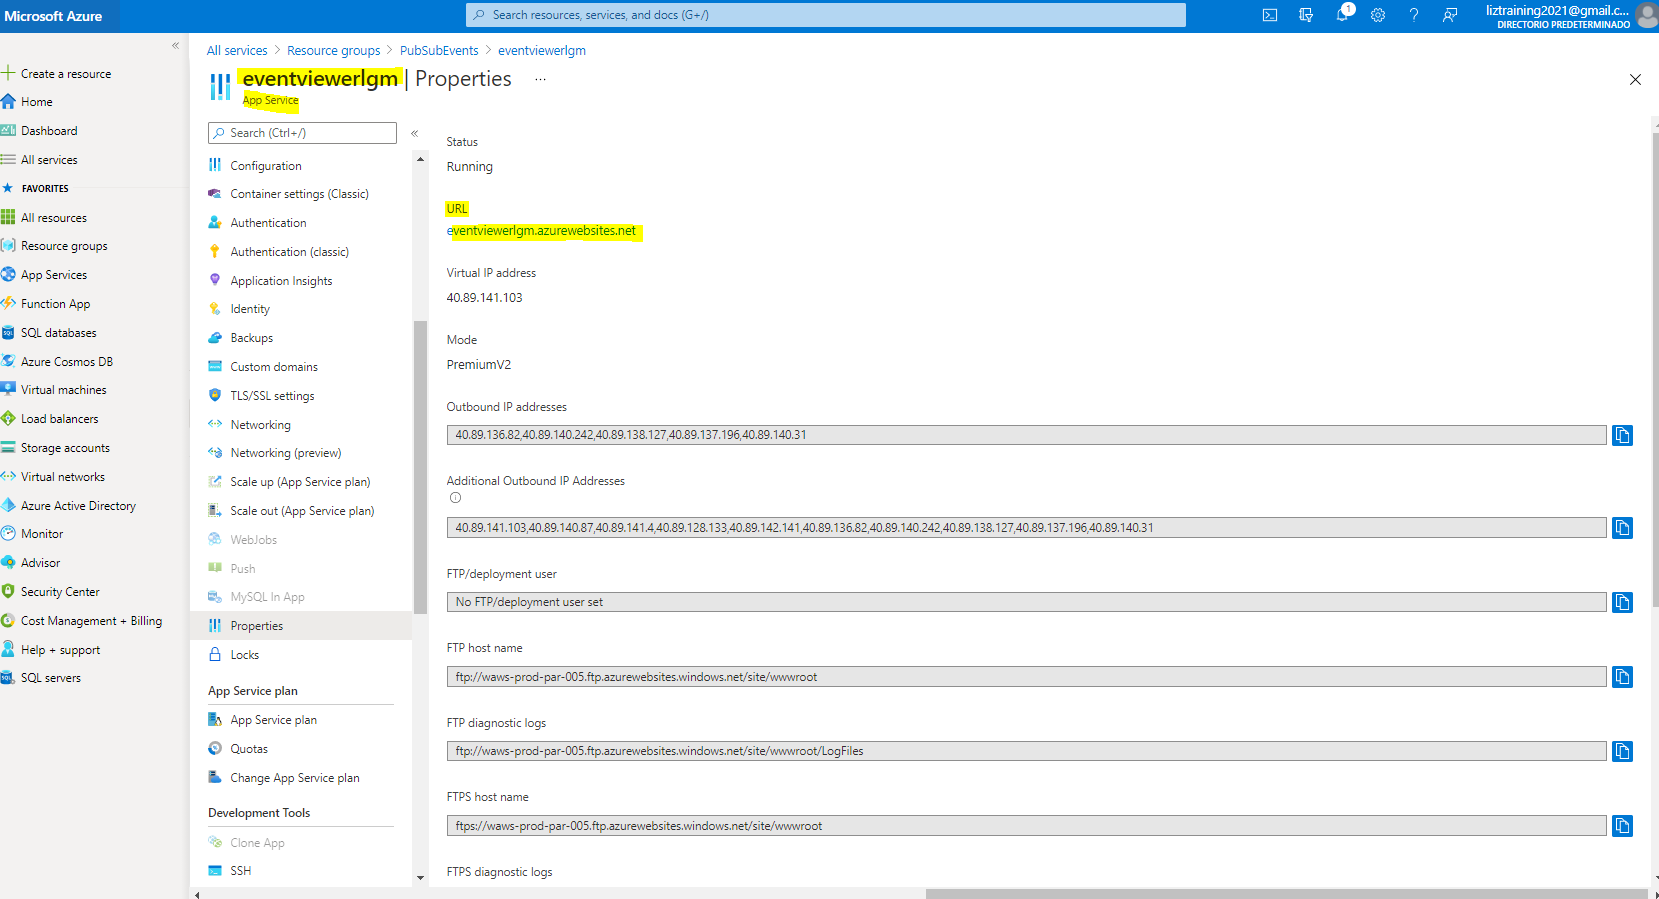 Microsoft Azure
Search resources, services, and docs (G+/)
1
liztraining2021@gmail.c...
DIRECTORIO PREDETERMINADO
«
Create a resource
Home
Dashboard
All services
FAVORITES
All resources
Resource groups
App Services
Function App
SQL databases
Azure Cosmos DB
Virtual machines
Load balancers
Storage accounts
Virtual networks
Azure Active Directory
Monitor
Advisor
Security Center
Cost Management + Billing
Help + support
SQL servers
All services > Resource groups > PubSubEvents > eventviewerlgm
eventviewerlgm | Properties ...
App Service
Search (Ctrl+/)
«
Configuration
Container settings (Classic)
Authentication
Authentication (classic)
Application Insights
Identity
Backups
Custom domains
TLS/SSL settings
Networking
Networking (preview)
Scale up (App Service plan)
Scale out (App Service plan)
WebJobs
Push
MySQL In App
Properties
Locks
App Service plan
App Service plan
Quotas
Change App Service plan
Development Tools
Clone App
SSH
Status
Running
URL
eventviewerlgm.azurewebsites.net
Virtual IP address
40.89.141.103
Mode
PremiumV2
Outbound IP addresses
40.89.136.82,40.89.140.242,40.89.138.127,40.89.137.196,40.89.140.31
Additional Outbound IP Addresses
40.89.141.103,40.89.140.87,40.89.141.4,40.89.128.133,40.89.142.141,40.89.136.82,40.89.140.242,40.89.138.127,40.89.137.196,40.89.140.31
FTP/deployment user
No FTP/deployment user set
FTP host name
ftp://waws-prod-par-005.ftp.azurewebsites.windows.net/site/wwwroot
FTP diagnostic logs
ftp://waws-prod-par-005.ftp.azurewebsites.windows.net/site/wwwroot/LogFiles
FTPS host name
ftps://waws-prod-par-005.ftp.azurewebsites.windows.net/site/wwwroot
FTPS diagnostic logs